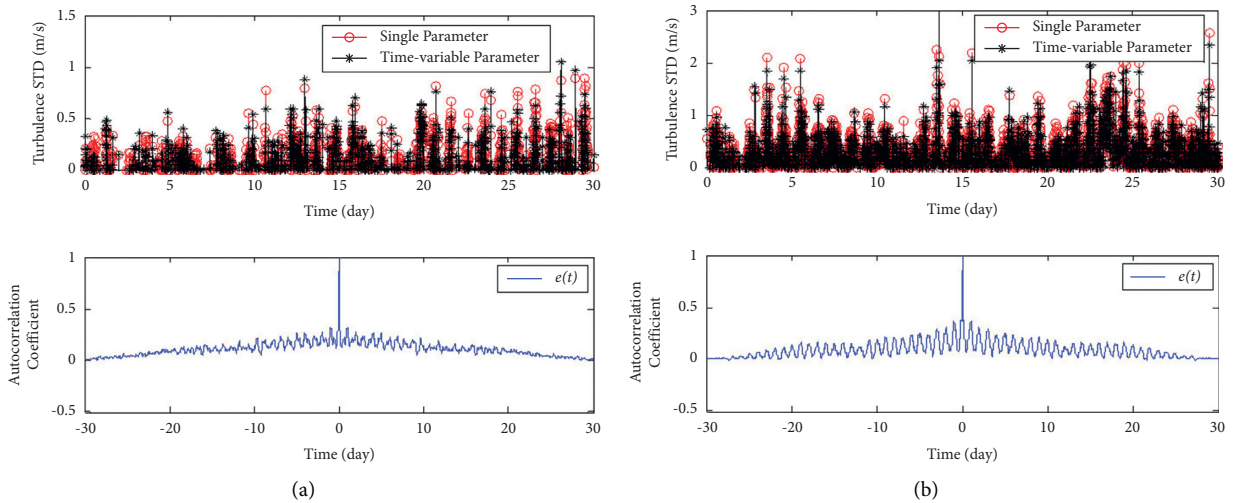 Turbulence STD (m/s)
1.5
1
0.5
0
Single Parameter
Time-variable Parameter
0 5 10 15 20 25 30
Time (day)
Autocorrelation
Coefficient
1
0.5
0
-0.5
e(t)
-30 -20 -10 0 10 20 30
Time (day)
(a)
Turbulence STD (m/s)
3
2
1
0
Single Parameter
Time-variable Parameter
0 5 10 15 20 25 30
Time (day)
Autocorrelation
Coefficient
1
0.5
0
-0.5
e(t)
-30 -20 -10 0 10 20 30
Time (day)
(b)